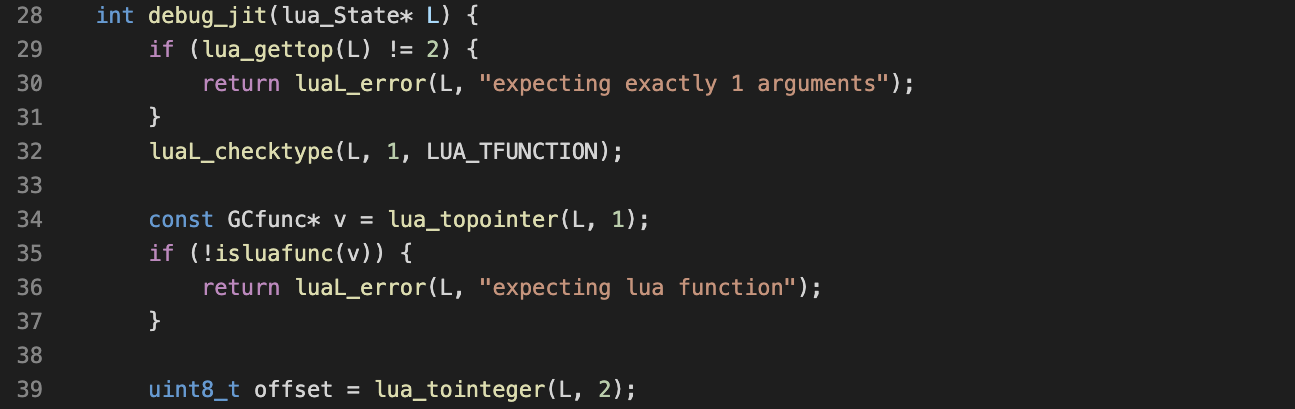 28 int debug_jit(lua_State* L) {
29     if (lua_gettop(L) != 2) {
30         return luaL_error(L, "expecting exactly 1 arguments");
31     }
32     luaL_checktype(L, 1, LUA_TFUNCTION);
33
34     const GCfunc* v = lua_topointer(L, 1);
35     if (!isluafunc(v)) {
36         return luaL_error(L, "expecting lua function");
37     }
38
39     uint8_t offset = lua_tointeger(L, 2);